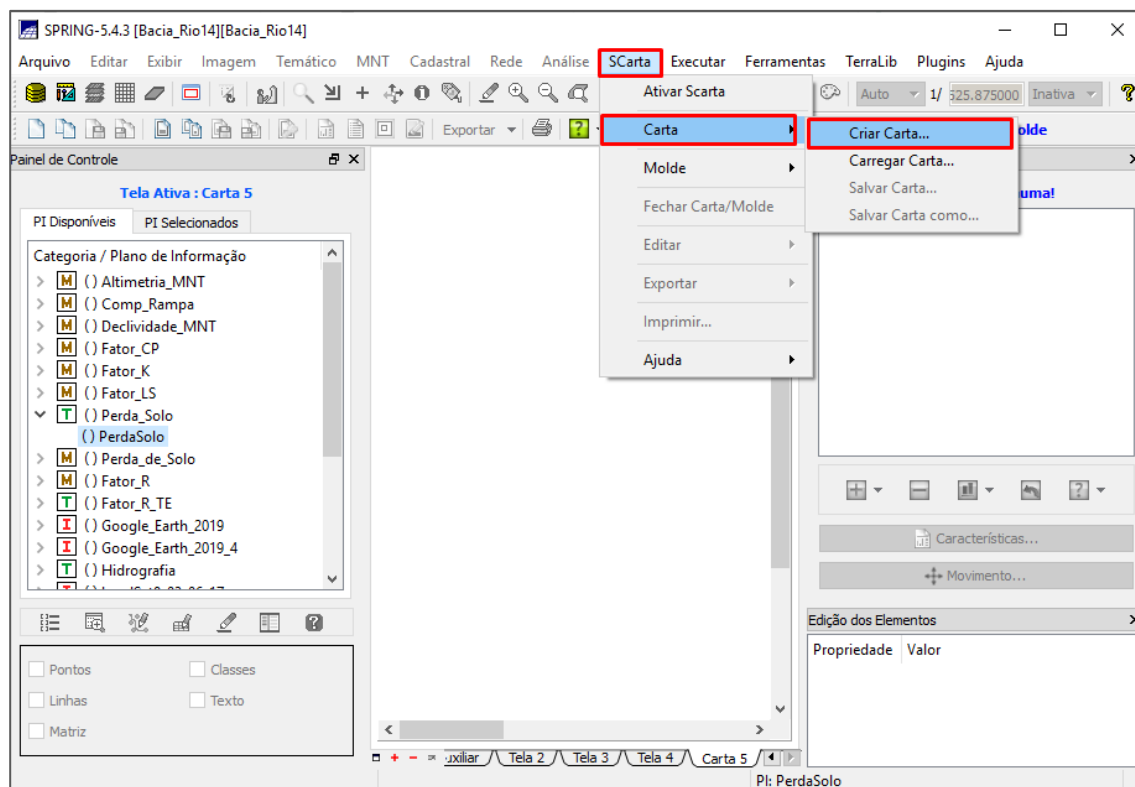 SPRING-5.4.3 [Bacia_Rio14][Bacia_Rio14]
Arquivo Editar Exibir Imagem Temático MNT Cadastral Rede Análise SCarta Executar Ferramentas TerraLib Plugins Ajuda
Auto 1/ 525.875000 Inativa
Exportar
Painel de Controle
Tela Ativa : Carta 5
PI Disponíveis PI Selecionados
Categoria / Plano de Informação
M () Altimetria_MNT
M () Comp_Rampa
M () Declividade_MNT
M () Fator_CP
M () Fator_K
M () Fator_LS
T () Perda_Solo
() PerdaSolo
M () Perda_de_Solo
M () Fator_R
T () Fator_R_TE
I () Google_Earth_2019
I () Google_Earth_2019_4
T () Hidrografia
Pontos Classes
Linhas Texto
Matriz
Ativar Scarta
Carta
Molde
Fechar Carta/Molde
Editar
Exportar
Imprimir...
Ajuda
Criar Carta...
Carregar Carta...
Salvar Carta...
Salvar Carta como...
olde
uma!
Características...
Movimento...
Edição dos Elementos
Propriedade Valor
uxiliar Tela 2 Tela 3 Tela 4 Carta 5
PI: PerdaSolo